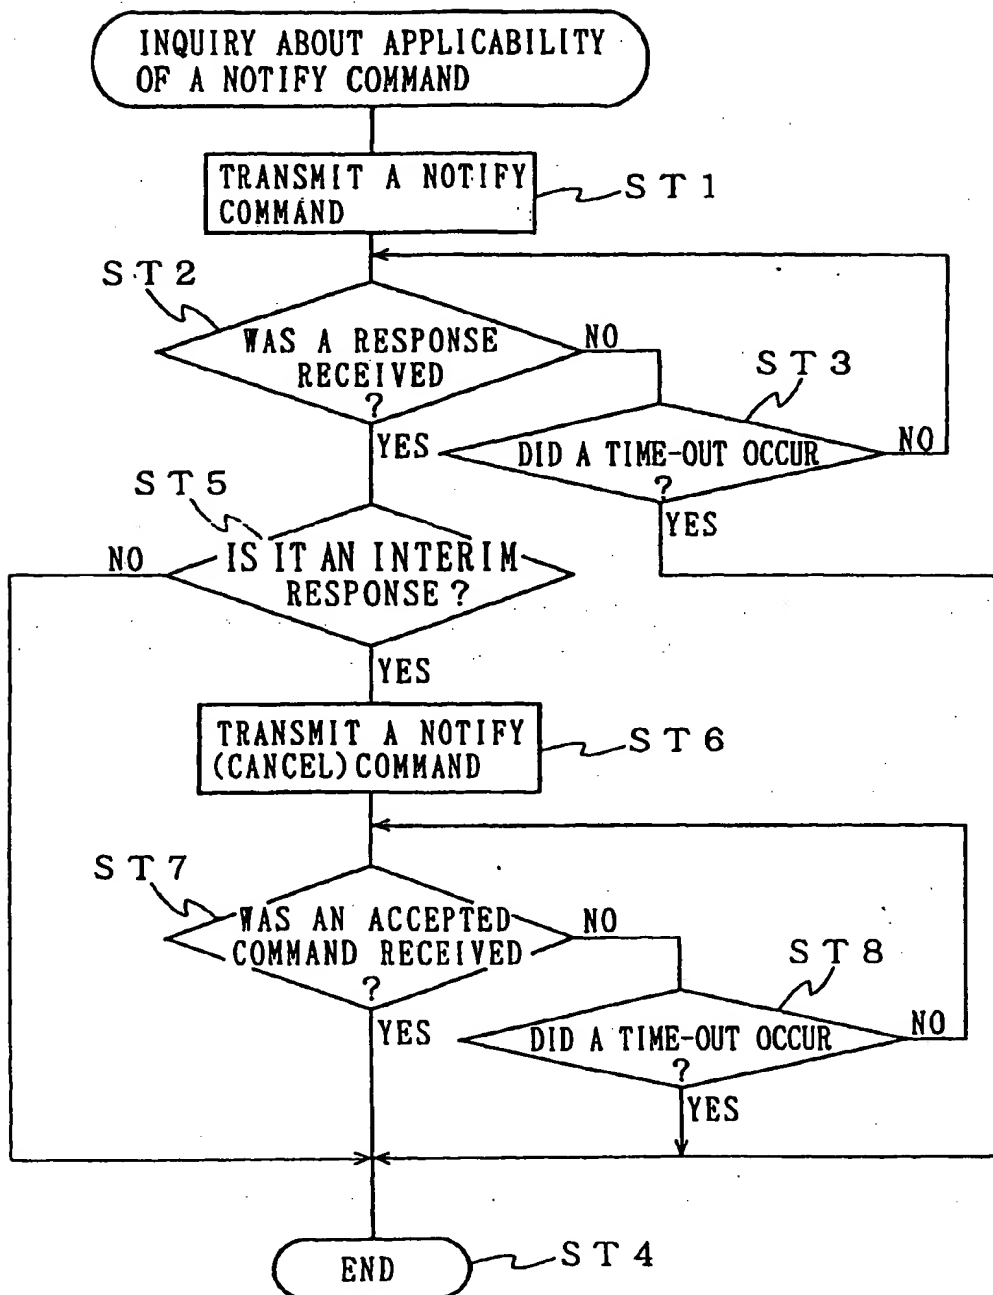 INQUIRY ABOUT APPLICABILITY
OF A NOTIFY COMMAND
TRANSMIT A NOTIFY
COMMAND
ST1
ST2
WAS A RESPONSE
RECEIVED
?
NO
YES
ST3
DID A TIME-OUT OCCUR
?
NO
YES
ST5
IS IT AN INTERIM
RESPONSE ?
NO
YES
TRANSMIT A NOTIFY
(CANCEL) COMMAND
ST6
ST7
WAS AN ACCEPTED
COMMAND RECEIVED
?
NO
YES
ST8
DID A TIME-OUT OCCUR
?
NO
YES
END
ST4